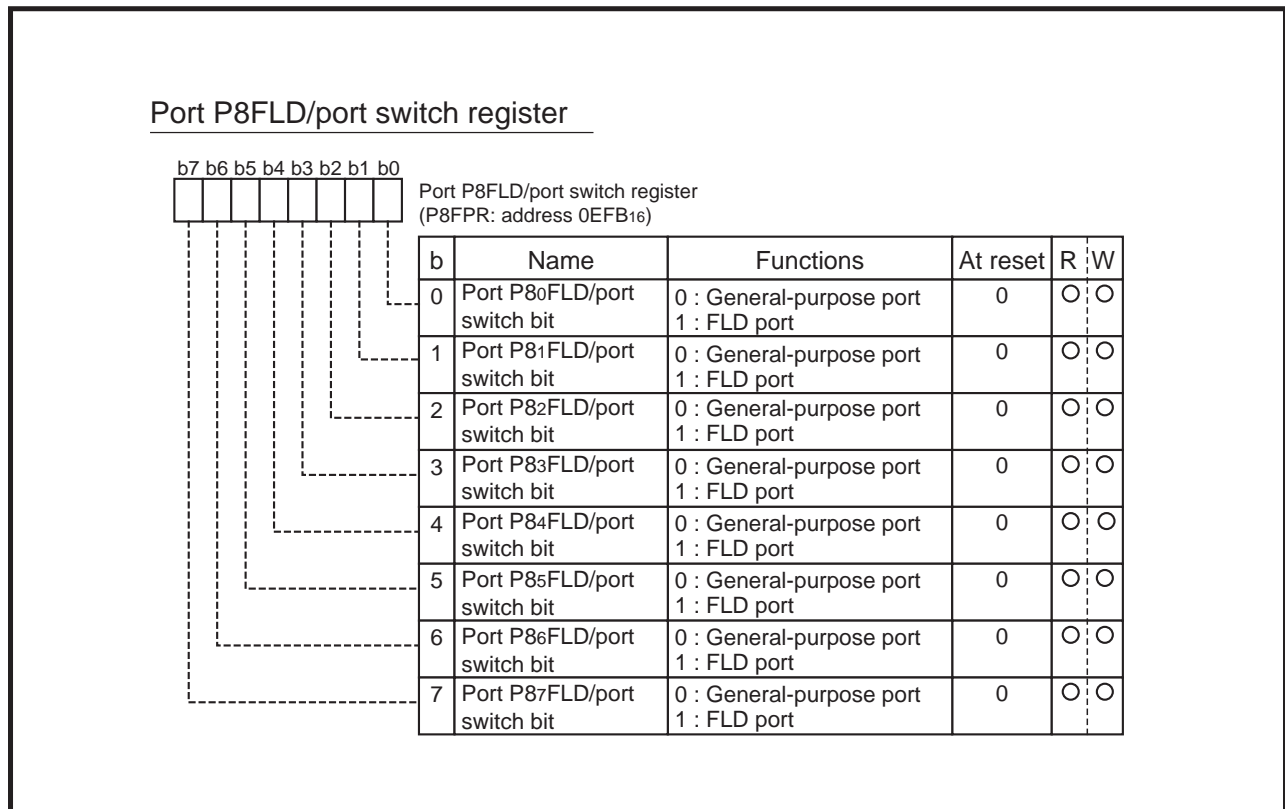 Port P8FLD/port switch register
b7 b6 b5 b4 b3 b2 b1 b0
Port P8FLD/port switch register
(P8FPR: address 0EFB16)
b Name Functions At reset R W
0 Port P80FLD/port 0 : General-purpose port 0 O O
switch bit 1 : FLD port
1 Port P81FLD/port 0 : General-purpose port 0 O O
switch bit 1 : FLD port
2 Port P82FLD/port 0 : General-purpose port 0 O O
switch bit 1 : FLD port
3 Port P83FLD/port 0 : General-purpose port 0 O O
switch bit 1 : FLD port
4 Port P84FLD/port 0 : General-purpose port 0 O O
switch bit 1 : FLD port
5 Port P85FLD/port 0 : General-purpose port 0 O O
switch bit 1 : FLD port
6 Port P86FLD/port 0 : General-purpose port 0 O O
switch bit 1 : FLD port
7 Port P87FLD/port 0 : General-purpose port 0 O O
switch bit 1 : FLD port